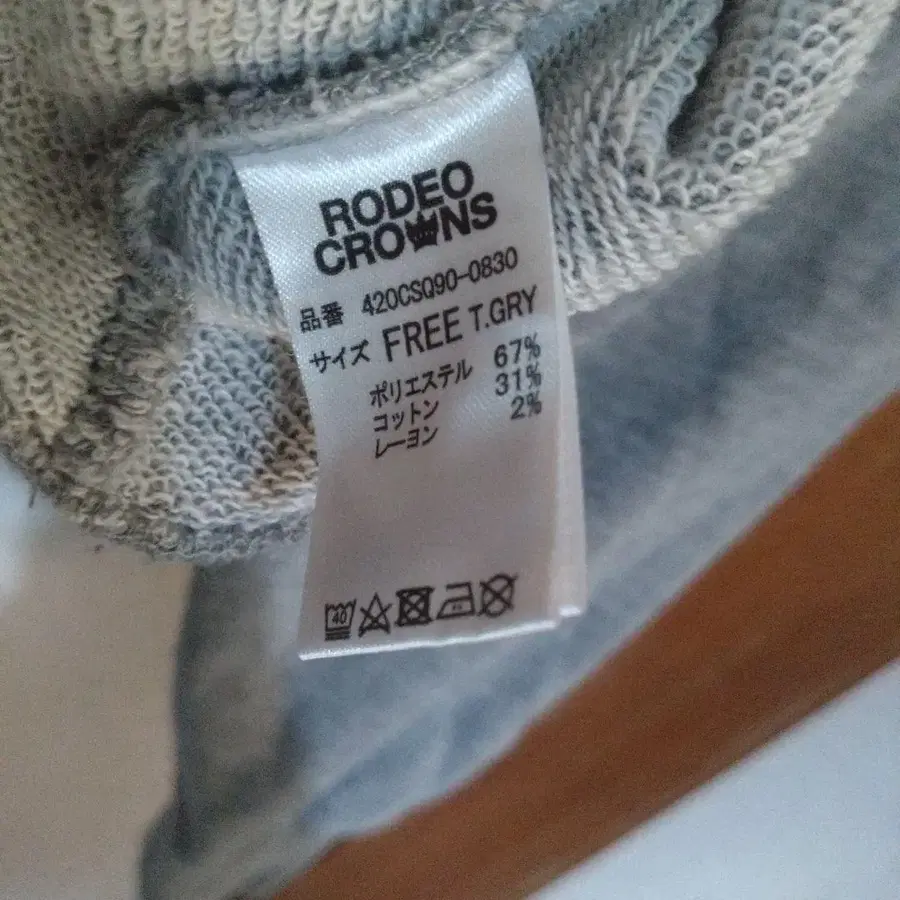 RODEO
CROWNS
品番 420CSQ90-0830
サイズ FREE T.GRY
ポリエステル 67%
コットン 31%
レーヨン 2%
40